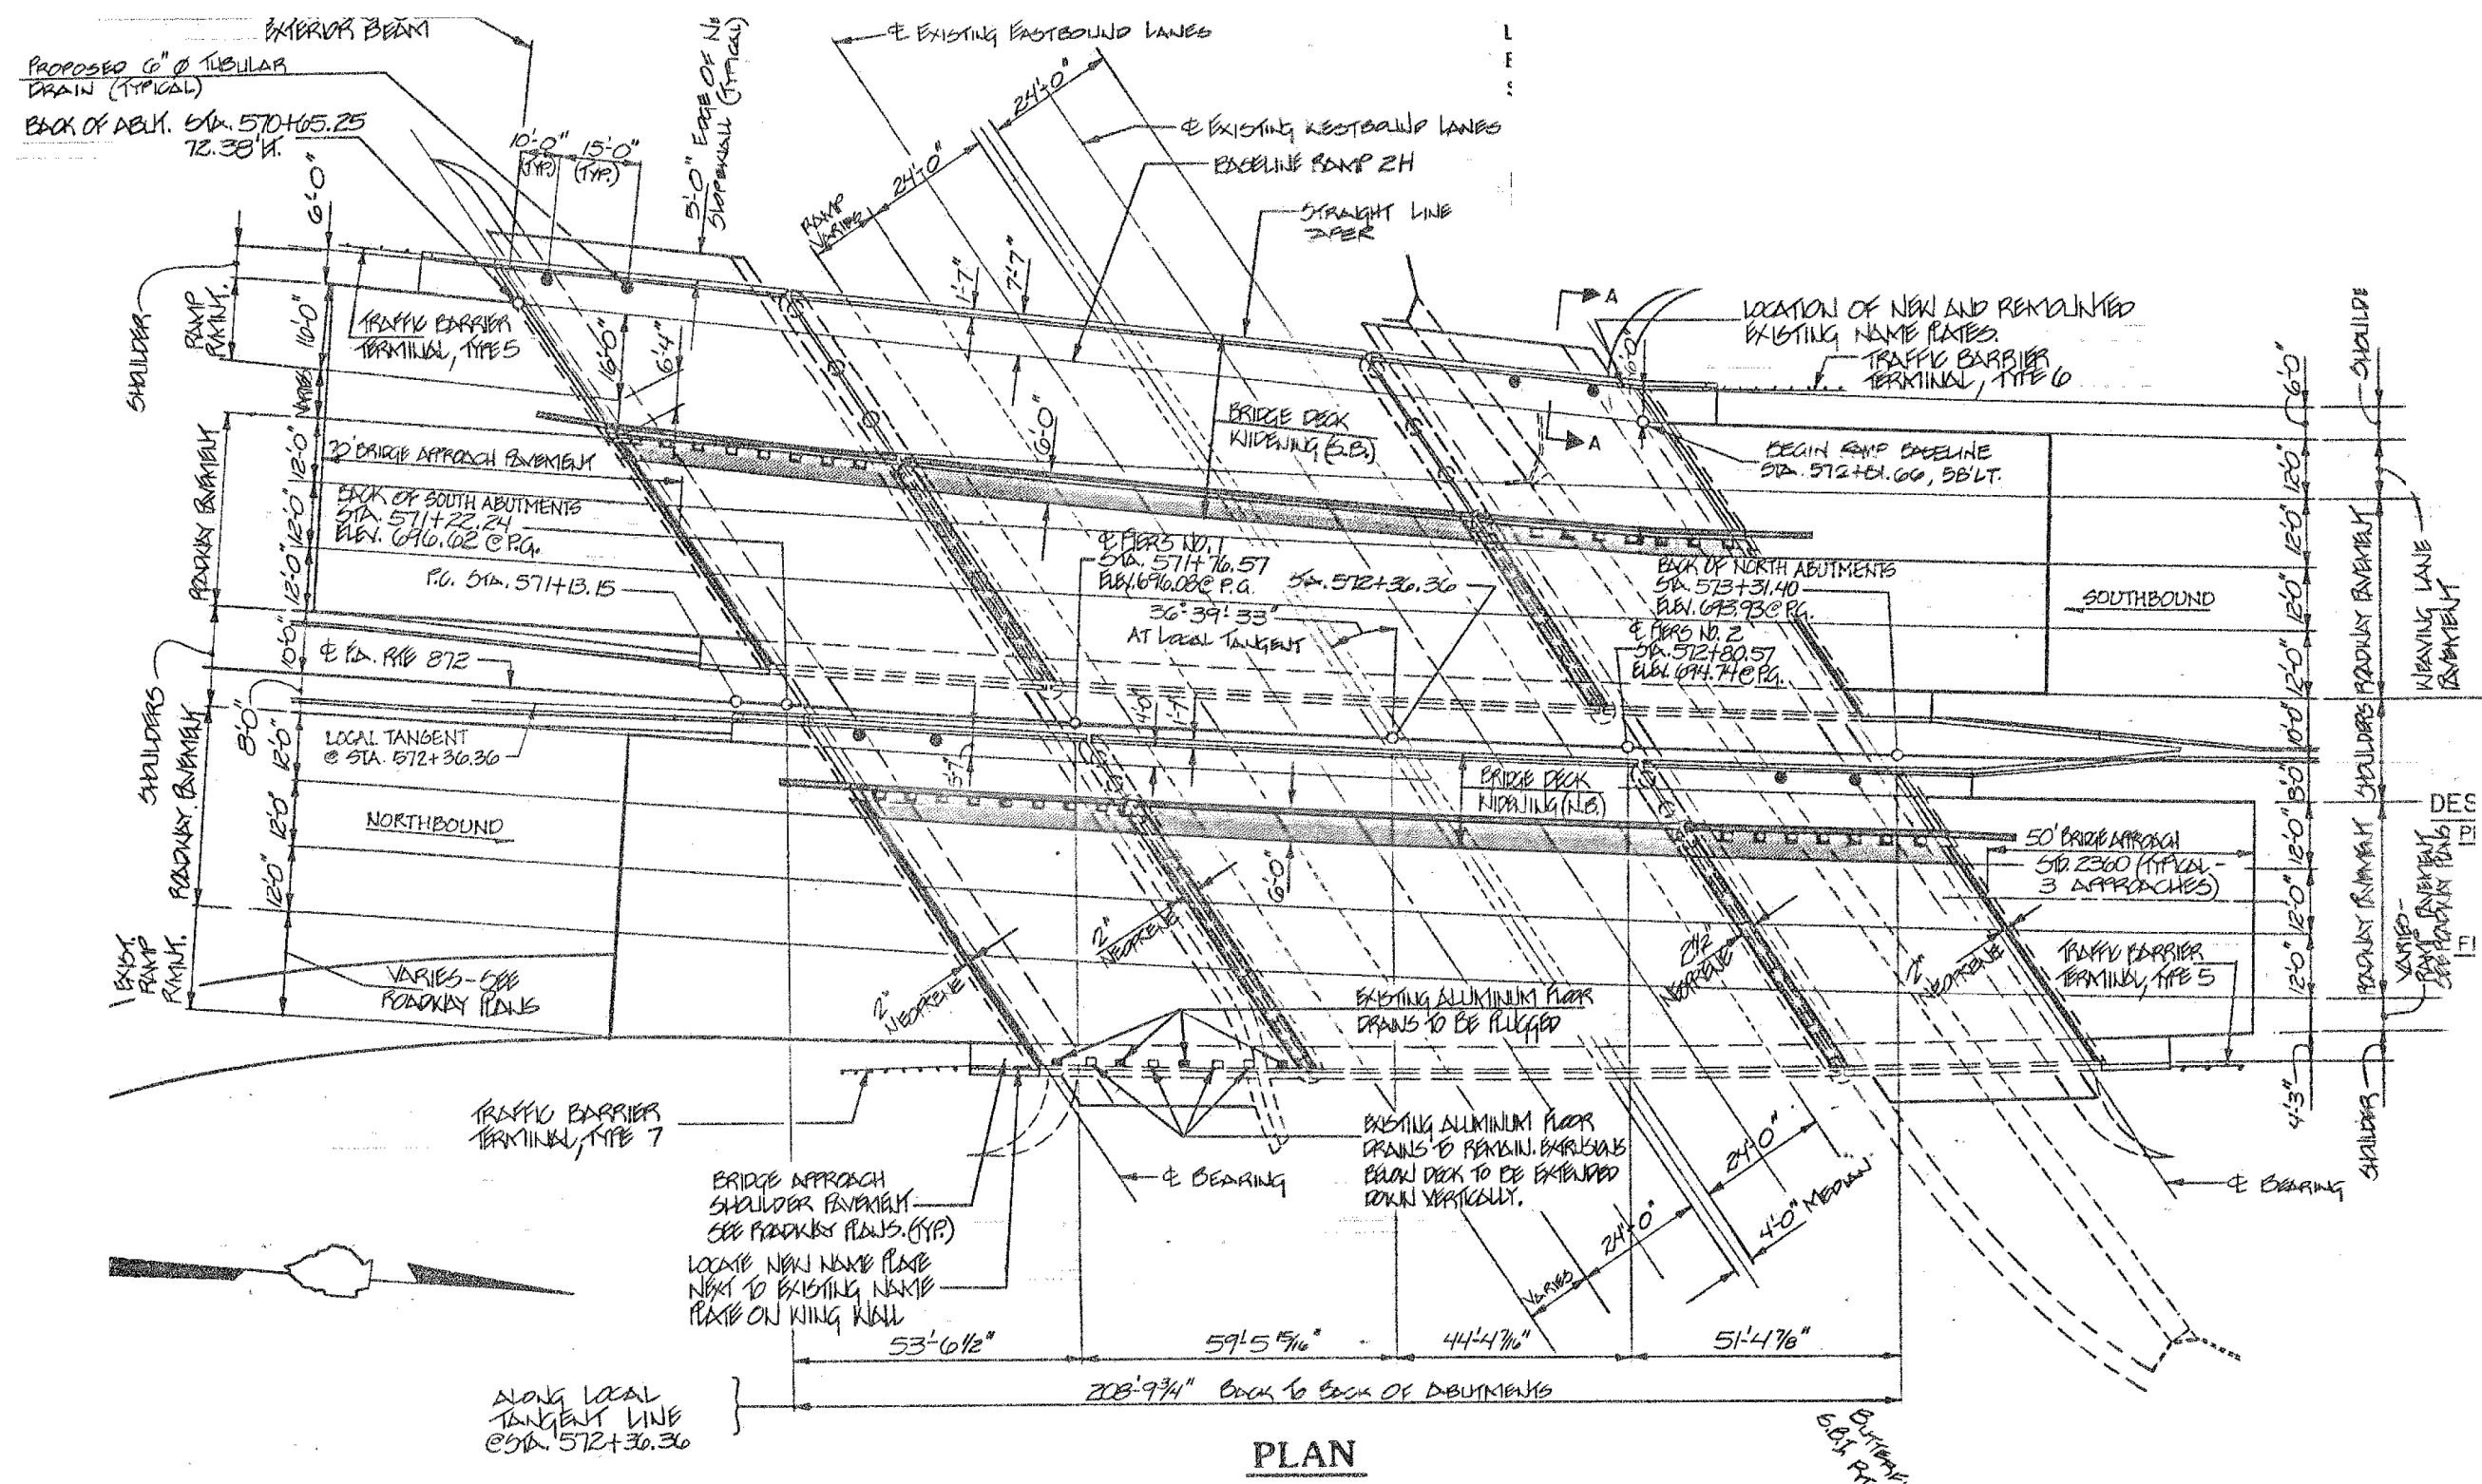 EXTERIOR BEAM
PROPOSED 6" Ø TUBULAR
DRAIN (TYPICAL)
BACK OF ABUT. STA. 570+65.25
72.38' LT.
10'-0"
(TYP.)
15'-0"
(TYP.)
5'-0" EDGE OF
SLOPEWALL (TYPICAL)
℄ EXISTING EASTBOUND LANES
24'-0"
℄ EXISTING WESTBOUND LANES
BASELINE RAMP 2H
24'-0"
RAMP
VARIES
STRAIGHT LINE
TAPER
6'-0"
SHOULDER
RAMP
PVMT.
16'-0"
VARIES
TRAFFIC BARRIER
TERMINAL, TYPE 5
16'-0"
6'-4"
1'-7"
7'-7"
A
A
6'-0"
LOCATION OF NEW AND REMOUNTED
EXISTING NAME PLATES.
TRAFFIC BARRIER
TERMINAL, TYPE 6
6'-0"
SHOULDE
BRIDGE DECK
WIDENING (S.B.)
6'-0"
BEGIN RAMP BASELINE
STA. 572+81.66, 58' LT.
ROADWAY PAVEMENT
12'-0"
12'-0"
12'-0"
BRIDGE APPROACH PAVEMENT
BACK OF SOUTH ABUTMENTS
STA. 571+22.24
ELEV. 696.62 @ P.G.
P.C. STA. 571+13.15
℄ PIERS NO. 1
STA. 571+76.57
ELEV. 696.08 @ P.G.
STA. 572+36.36
36°-39'-33"
AT LOCAL TANGENT
BACK OF NORTH ABUTMENTS
STA. 573+31.40
ELEV. 693.93 @ P.G.
℄ PIERS NO. 2
STA. 572+80.57
ELEV. 694.74 @ P.G.
SOUTHBOUND
12'-0"
12'-0"
12'-0"
12'-0"
ROADWAY PAVEMENT
WEAVING LANE
PAVEMENT
10'-0"
SHOULDERS
℄ F.A. RTE 872
8'-0"
LOCAL TANGENT
@ STA. 572+36.36
4'-0"
1'-7"
10'-0"
8'-0"
SHOULDERS
ROADWAY PAVEMENT
12'-0"
12'-0"
12'-0"
NORTHBOUND
BRIDGE DECK
WIDENING (N.B.)
6'-0"
DES
50' BRIDGE APPROACH
STD. 2360 (TYPICAL-
3 APPROACHES)
12'-0"
12'-0"
12'-0"
ROADWAY PAVEMENT
VARIES-
RAMP PAVEMENT
SEE ROADWAY PLANS
EXIST.
RAMP
PVMT.
VARIES - SEE
ROADWAY PLANS
2"
NEOPRENE
2"
NEOPRENE
2 1/2"
NEOPRENE
2"
NEOPRENE
TRAFFIC BARRIER
TERMINAL, TYPE 5
EXISTING ALUMINUM FLOOR
DRAINS TO BE PLUGGED
4'-3"
SHOULDER
TRAFFIC BARRIER
TERMINAL, TYPE 7
EXISTING ALUMINUM FLOOR
DRAINS TO REMAIN. EXTRUSIONS
BELOW DECK TO BE EXTENDED
DOWN VERTICALLY.
24'-0"
4'-0" MEDIAN
24'-0"
VARIES
℄ BEARING
℄ BEARING
BRIDGE APPROACH
SHOULDER PAVEMENT
SEE ROADWAY PLANS. (TYP.)
LOCATE NEW NAME PLATE
NEXT TO EXISTING NAME
PLATE ON WING WALL
53'-6 1/2"
59'-5 15/16"
44'-4 7/16"
51'-4 7/8"
208'-9 3/4" BACK TO BACK OF ABUTMENTS
ALONG LOCAL
TANGENT LINE
@ STA. 572+36.36
PLAN